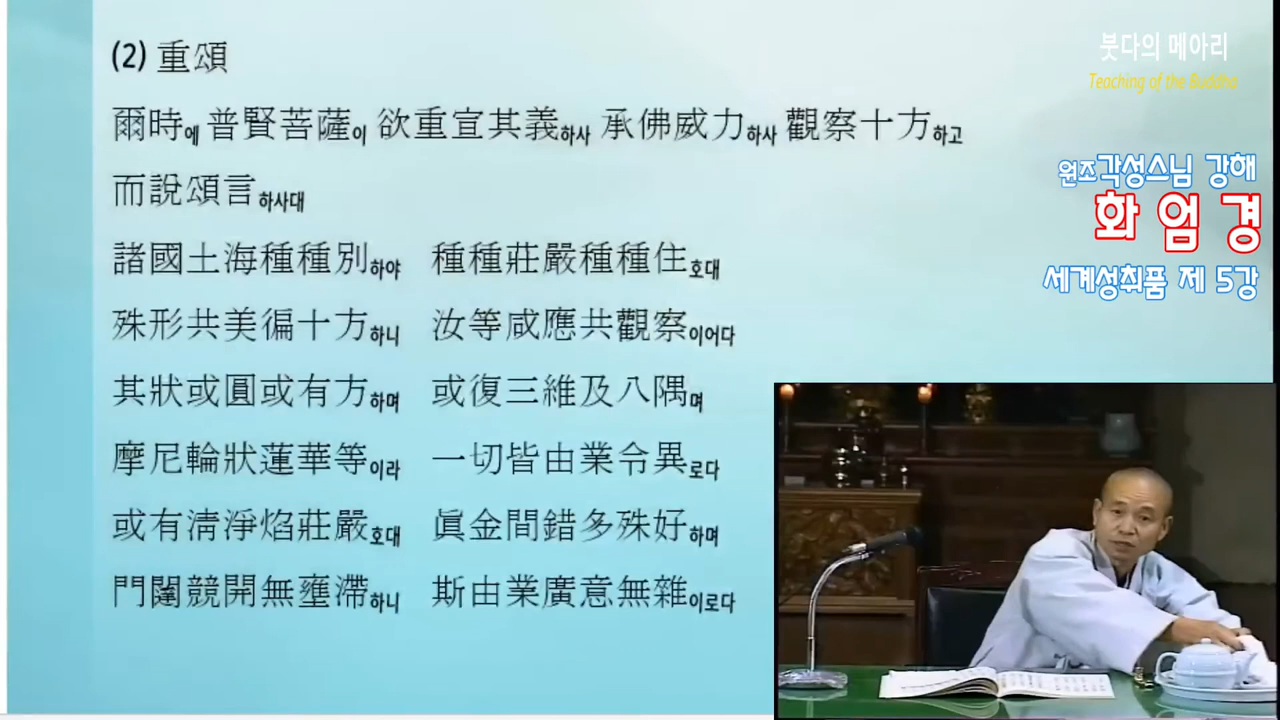 (2) 重頌
爾時에 普賢菩薩이 欲重宣其義하사 承佛威力하사 觀察十方하고
而說頌言하사대
諸國土海種種別하야 種種莊嚴種種住호대
殊形共美徧十方하니 汝等咸應共觀察이어다
其狀或圓或有方하며 或復三維及八隅며
摩尼輪狀蓮華等이라 一切皆由業令異로다
或有淸淨焰莊嚴호대 眞金間錯多殊好하며
門闥競開無壅滯하니 斯由業廣意無雜이로다
붓다의 메아리
Teaching of the Buddha
원조각성스님 강해
화엄경
세계성취품 제 5강